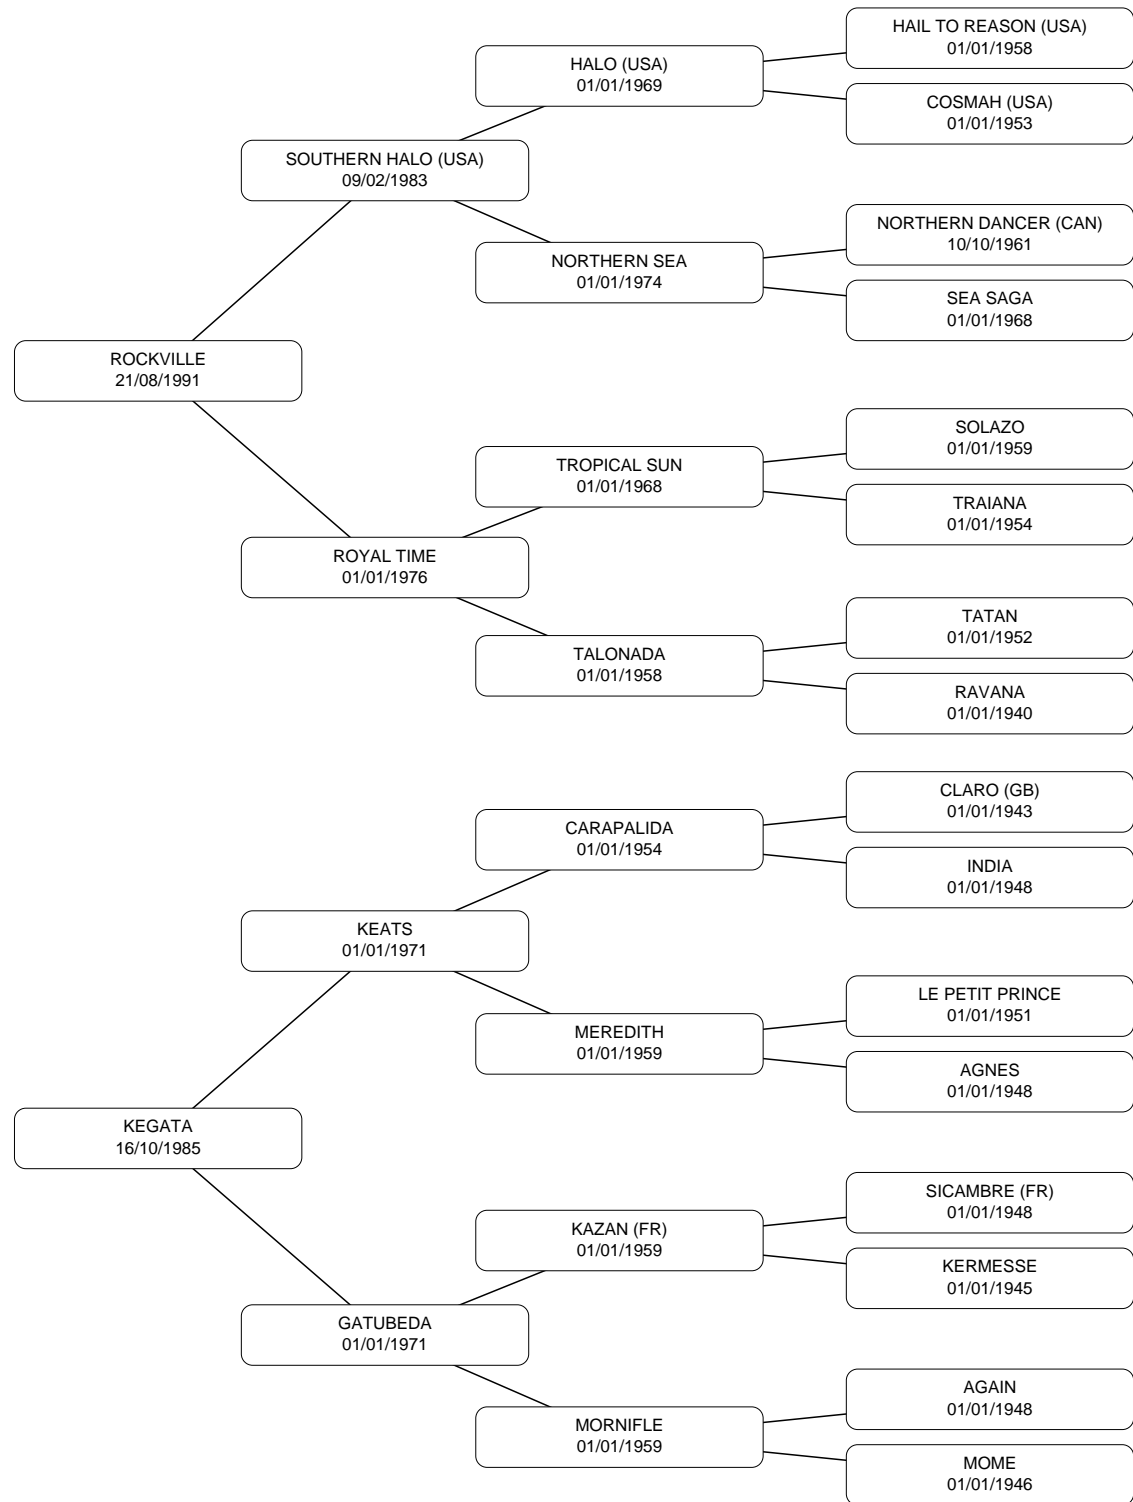 HAIL TO REASON (USA)
01/01/1958
HALO (USA)
01/01/1969
COSMAH (USA)
01/01/1953
SOUTHERN HALO (USA)
09/02/1983
NORTHERN DANCER (CAN)
10/10/1961
NORTHERN SEA
01/01/1974
SEA SAGA
01/01/1968
ROCKVILLE
21/08/1991
SOLAZO
01/01/1959
TROPICAL SUN
01/01/1968
TRAIANA
01/01/1954
ROYAL TIME
01/01/1976
TATAN
01/01/1952
TALONADA
01/01/1958
RAVANA
01/01/1940
CLARO (GB)
01/01/1943
CARAPALIDA
01/01/1954
INDIA
01/01/1948
KEATS
01/01/1971
LE PETIT PRINCE
01/01/1951
MEREDITH
01/01/1959
AGNES
01/01/1948
KEGATA
16/10/1985
SICAMBRE (FR)
01/01/1948
KAZAN (FR)
01/01/1959
KERMESSE
01/01/1945
GATUBEDA
01/01/1971
AGAIN
01/01/1948
MORNIFLE
01/01/1959
MOME
01/01/1946